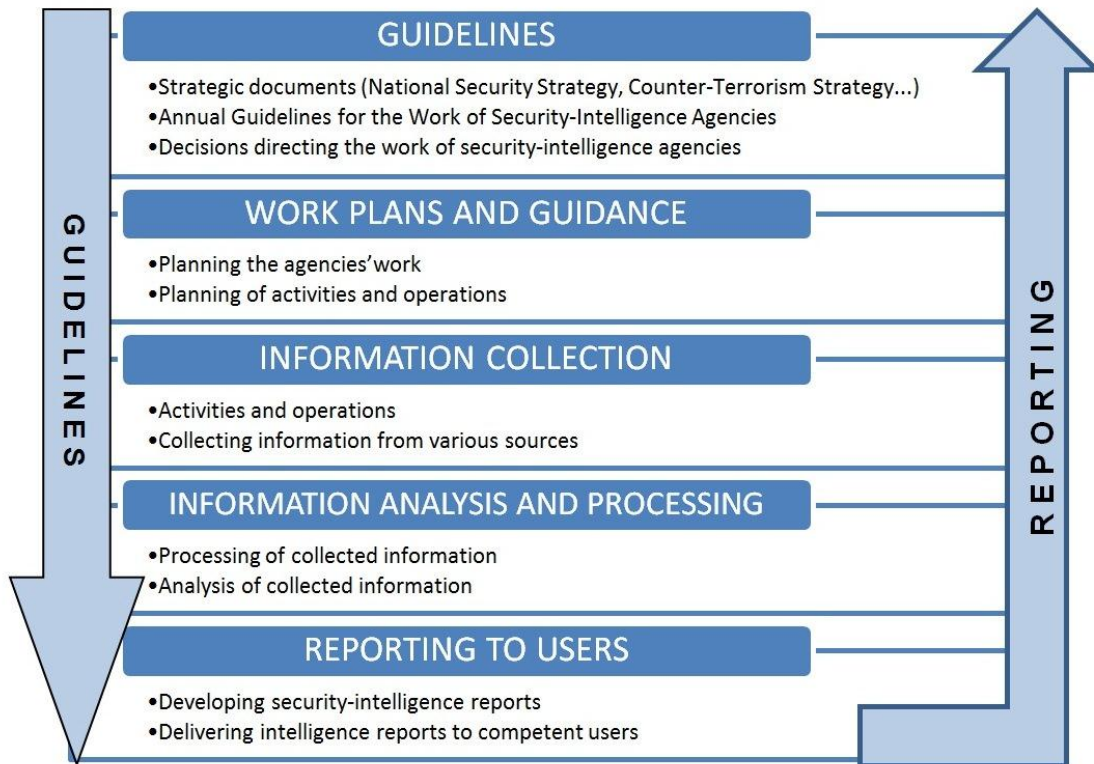 GUIDELINES
•Strategic documents (National Security Strategy, Counter-Terrorism Strategy...)
•Annual Guidelines for the Work of Security-Intelligence Agencies
•Decisions directing the work of security-intelligence agencies
WORK PLANS AND GUIDANCE
•Planning the agencies'work
•Planning of activities and operations
INFORMATION COLLECTION
•Activities and operations
•Collecting information from various sources
INFORMATION ANALYSIS AND PROCESSING
•Processing of collected information
•Analysis of collected information
REPORTING TO USERS
•Developing security-intelligence reports
•Delivering intelligence reports to competent users
GUIDELINES
REPORTING